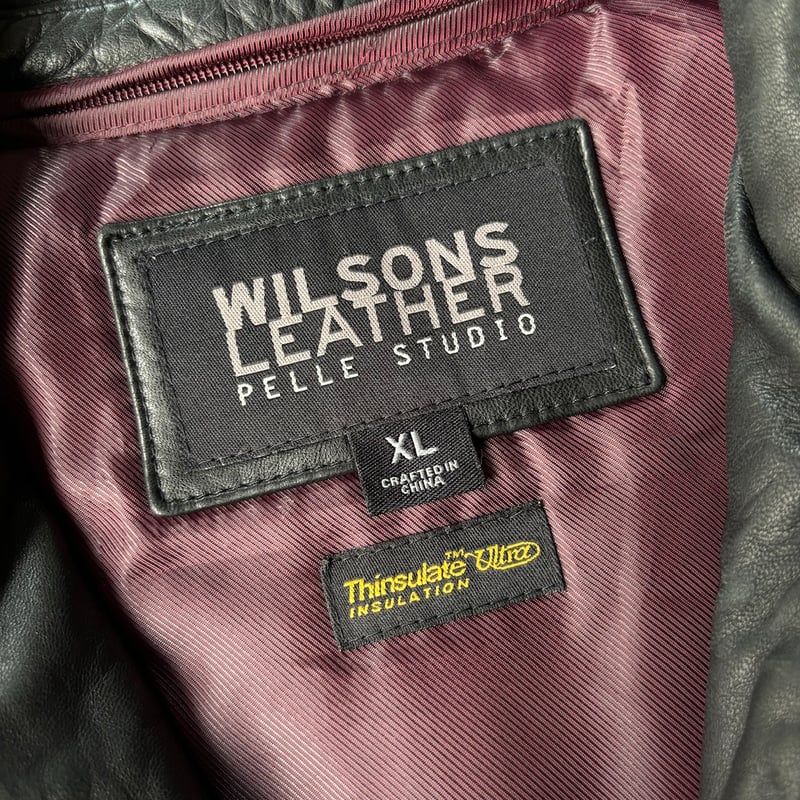 WILSONS
LEATHER
PELLE STUDIO
XL
CRAFTED IN
CHINA
Thinsulate™ Ultra
INSULATION